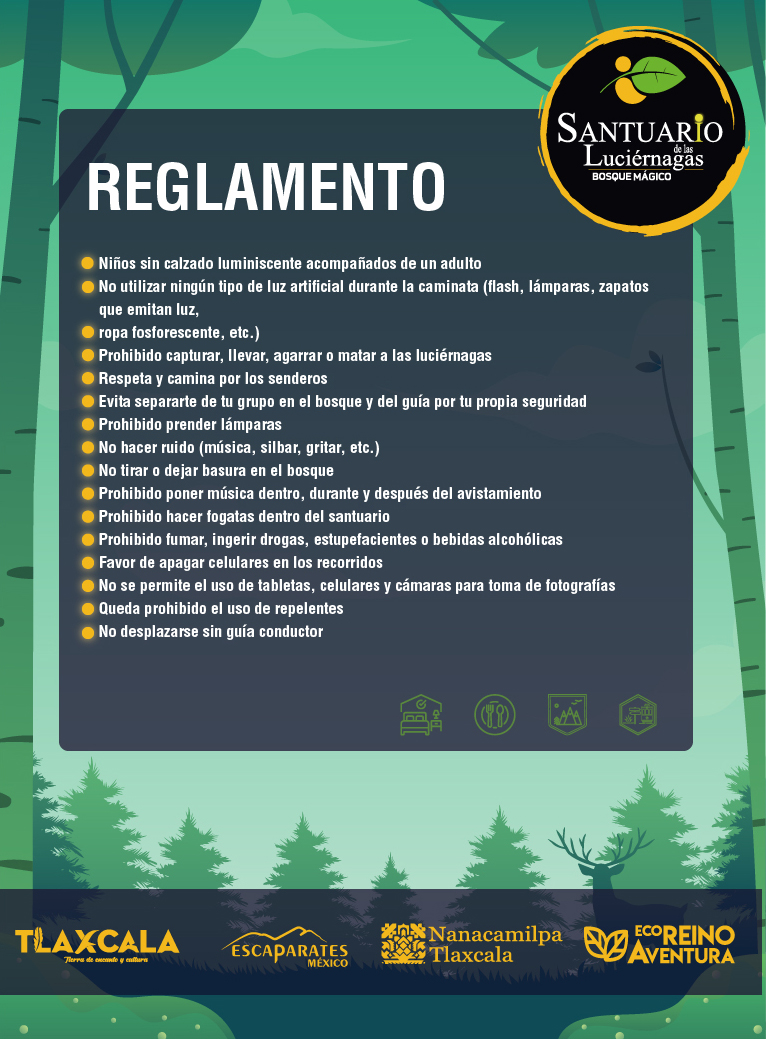 SANTUARIO
de las
Luciérnagas
BOSQUE MÁGICO
REGLAMENTO
Niños sin calzado luminiscente acompañados de un adulto
No utilizar ningún tipo de luz artificial durante la caminata (flash, lámparas, zapatos
que emitan luz,
ropa fosforescente, etc.)
Prohibido capturar, llevar, agarrar o matar a las luciérnagas
Respeta y camina por los senderos
Evita separarte de tu grupo en el bosque y del guía por tu propia seguridad
Prohibido prender lámparas
No hacer ruido (música, silbar, gritar, etc.)
No tirar o dejar basura en el bosque
Prohibido poner música dentro, durante y después del avistamiento
Prohibido hacer fogatas dentro del santuario
Prohibido fumar, ingerir drogas, estupefacientes o bebidas alcohólicas
Favor de apagar celulares en los recorridos
No se permite el uso de tabletas, celulares y cámaras para toma de fotografías
Queda prohibido el uso de repelentes
No desplazarse sin guía conductor
TLAXCALA
Tierra de encanto y cultura
ESCAPARATES
MÉXICO
Nanacamilpa
Tlaxcala
ECO REINO
AVENTURA